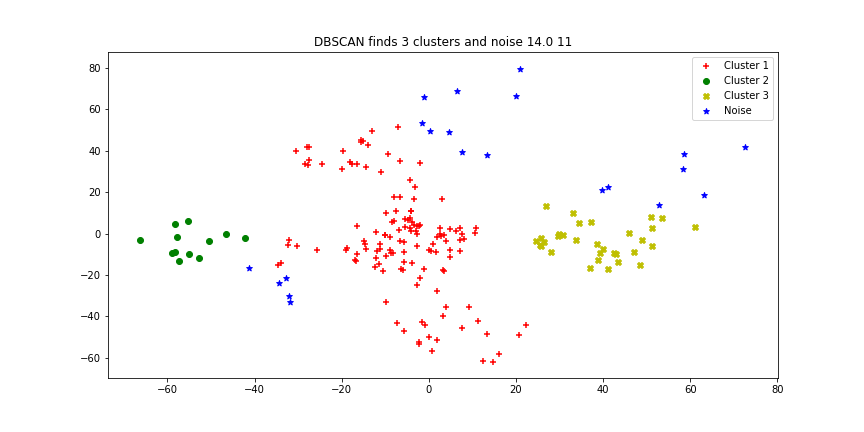 DBSCAN finds 3 clusters and noise 14.0 11
Cluster 1
Cluster 2
Cluster 3
Noise
80
60
40
20
0
−20
−40
−60
−60 −40 −20 0 20 40 60 80